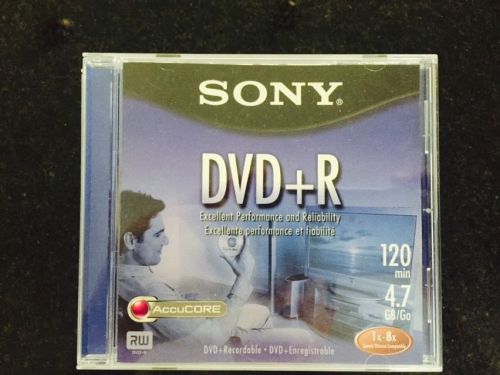 SONY®
DVD+R
Excellent Performance and Reliability
Excellente performance et fiabilité
120
min
4.7
GB/Go
AccuCORE
1x-8x
RW
DVD+R
DVD+Recordable • DVD+Enregistrable